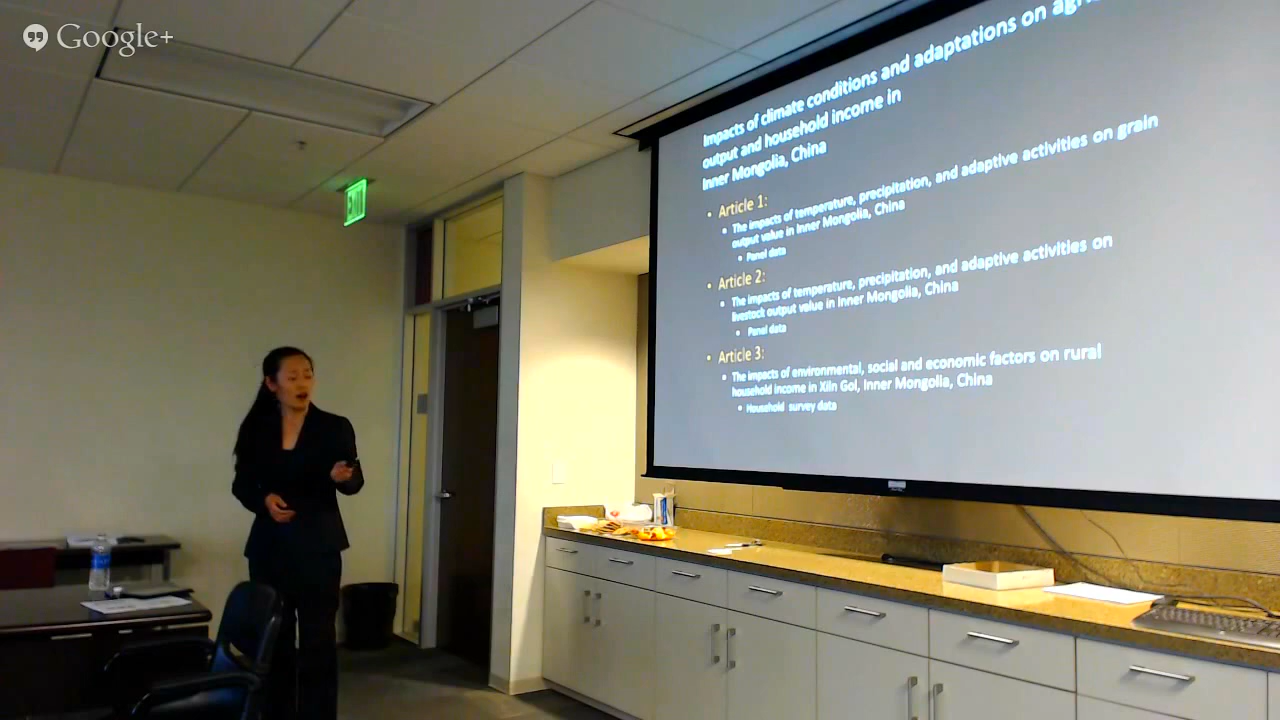 Google+
EXIT
Impacts of climate conditions and adaptations on
output and household income in
Inner Mongolia, China
• Article 1:
• The impacts of temperature, precipitation, and adaptive activities on grain
output value in Inner Mongolia, China
• Panel data
• Article 2:
• The impacts of temperature, precipitation, and adaptive activities on
livestock output value in Inner Mongolia, China
• Panel data
• Article 3:
• The impacts of environmental, social and economic factors on rural
household income in Xilin Gol, Inner Mongolia, China
• Household survey data